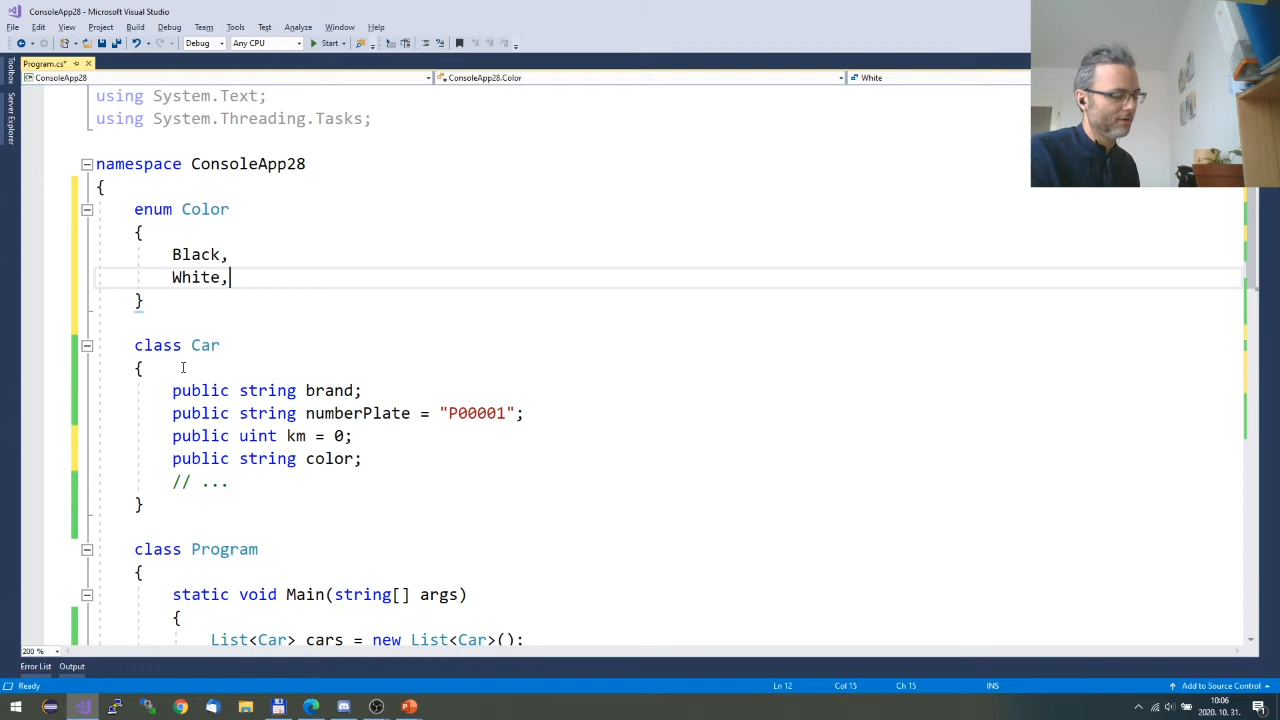 ConsoleApp28 - Microsoft Visual Studio
File Edit View Project Build Debug Team Tools Test Analyze Window Help
Debug Any CPU Start
Program.cs*
ConsoleApp28 ConsoleApp28.Color White
Toolbox
Server Explorer
using System.Text;
using System.Threading.Tasks;
namespace ConsoleApp28
{
enum Color
{
Black,
White,
}
class Car
{
public string brand;
public string numberPlate = "P00001";
public uint km = 0;
public string color;
// ...
}
class Program
{
static void Main(string[] args)
{
List<Car> cars = new List<Car>();
200 %
Error List Output
Ready Ln 12 Col 15 Ch 15 INS Add to Source Control
10:06
2020. 10. 31.